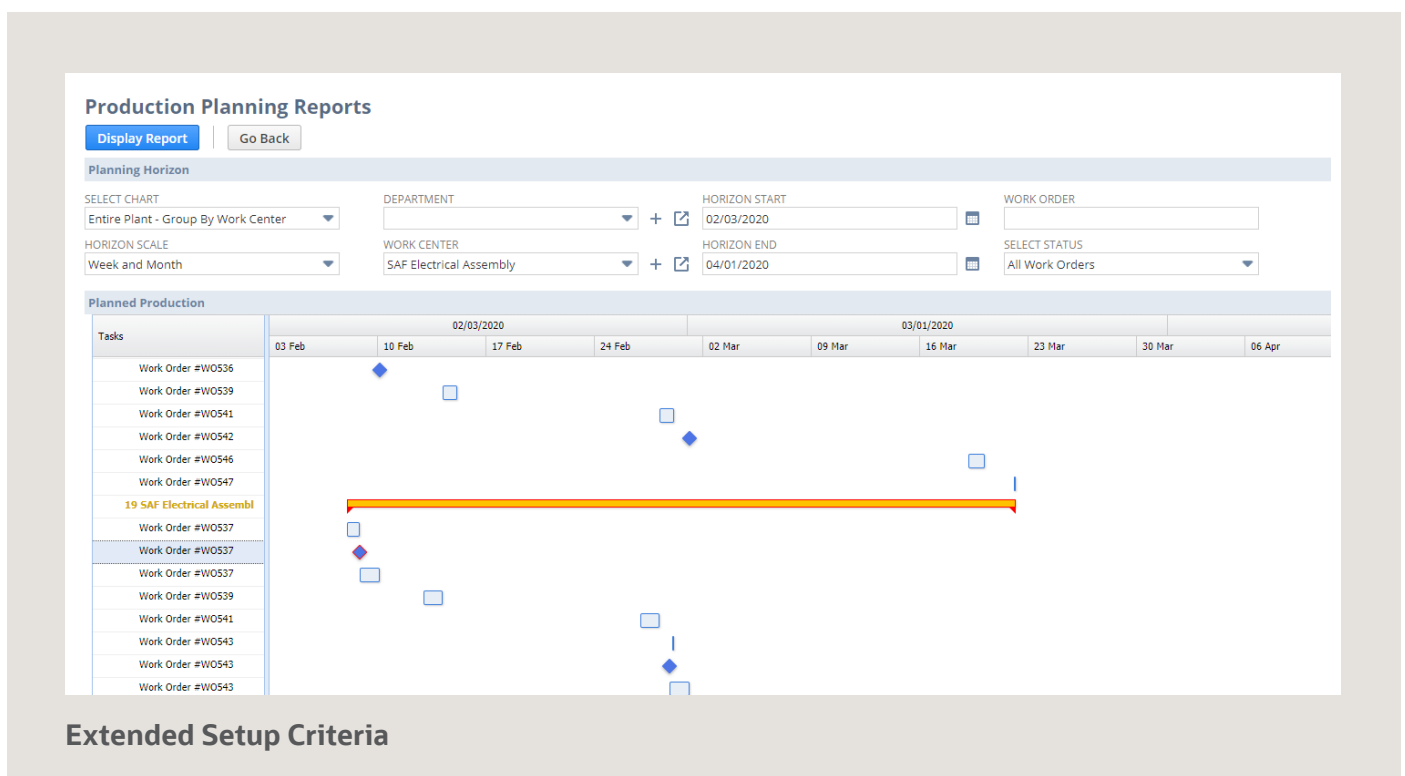 Production Planning Reports
Display Report Go Back
Planning Horizon
SELECT CHART DEPARTMENT HORIZON START WORK ORDER
Entire Plant - Group By Work Center 02/03/2020
HORIZON SCALE WORK CENTER HORIZON END SELECT STATUS
Week and Month SAF Electrical Assembly 04/01/2020 All Work Orders
Planned Production
Tasks 02/03/2020 03/01/2020
03 Feb 10 Feb 17 Feb 24 Feb 02 Mar 09 Mar 16 Mar 23 Mar 30 Mar 06 Apr
Work Order #WO536
Work Order #WO539
Work Order #WO541
Work Order #WO542
Work Order #WO546
Work Order #WO547
19 SAF Electrical Assembl
Work Order #WO537
Work Order #WO537
Work Order #WO537
Work Order #WO539
Work Order #WO541
Work Order #WO543
Work Order #WO543
Work Order #WO543
Extended Setup Criteria